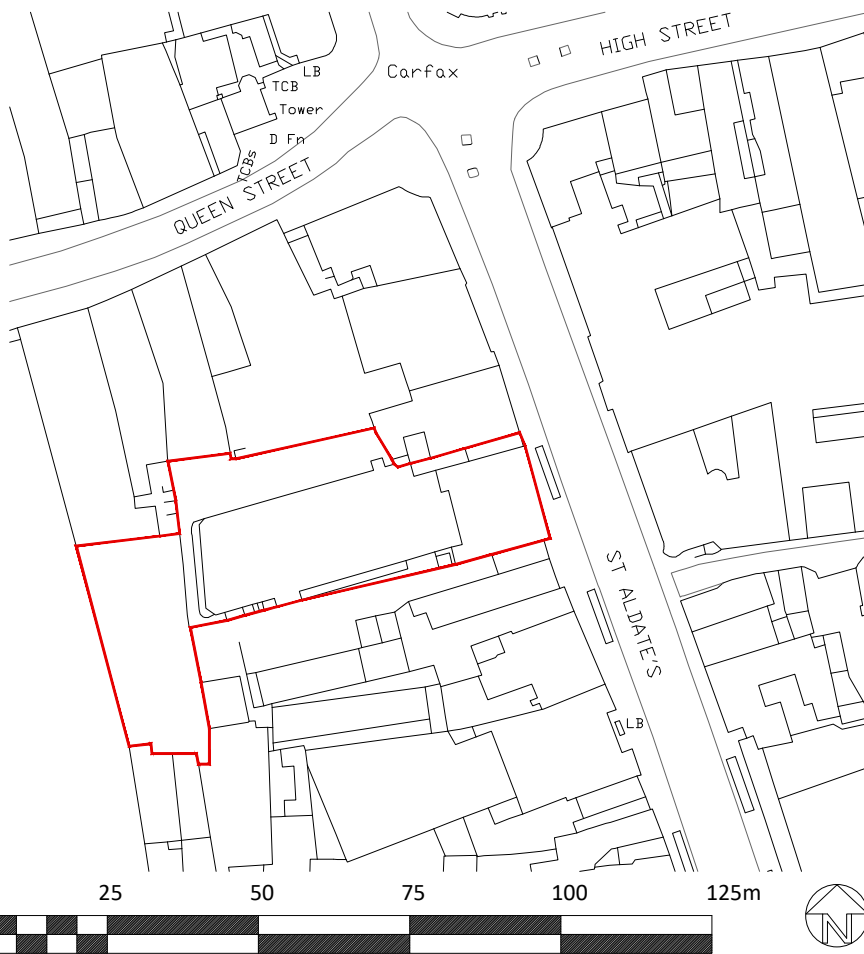 HIGH STREET
Carfax
LB
TCB
Tower
D Fn
TCBs
QUEEN STREET
ST ALDATE'S
LB
25 50 75 100 125m
N